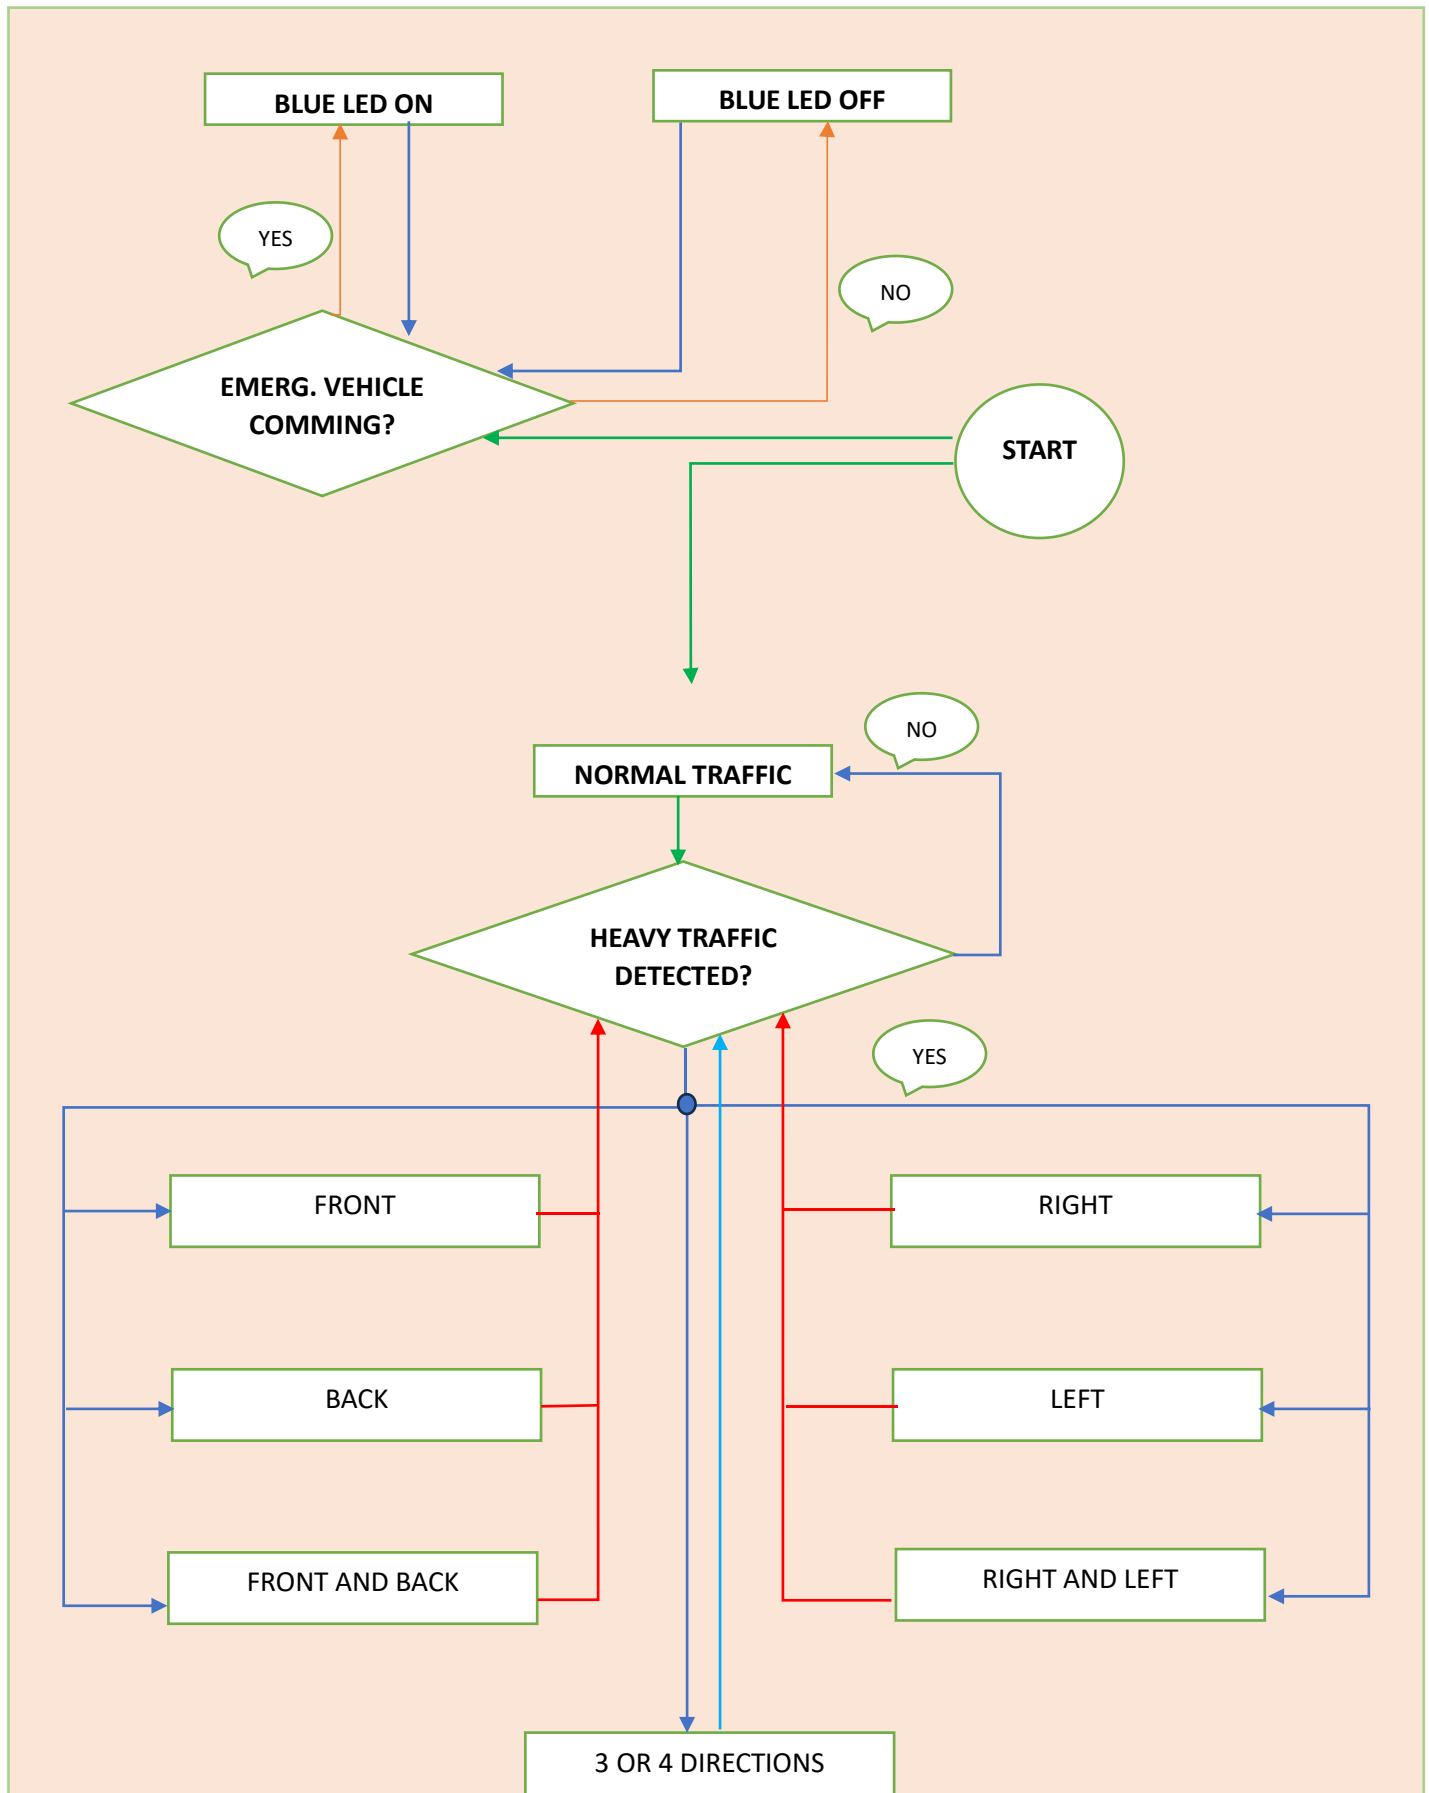 BLUE LED ON
BLUE LED OFF
YES
NO
EMERG. VEHICLE
COMMING?
START
NO
NORMAL TRAFFIC
HEAVY TRAFFIC
DETECTED?
YES
FRONT
RIGHT
BACK
LEFT
FRONT AND BACK
RIGHT AND LEFT
3 OR 4 DIRECTIONS